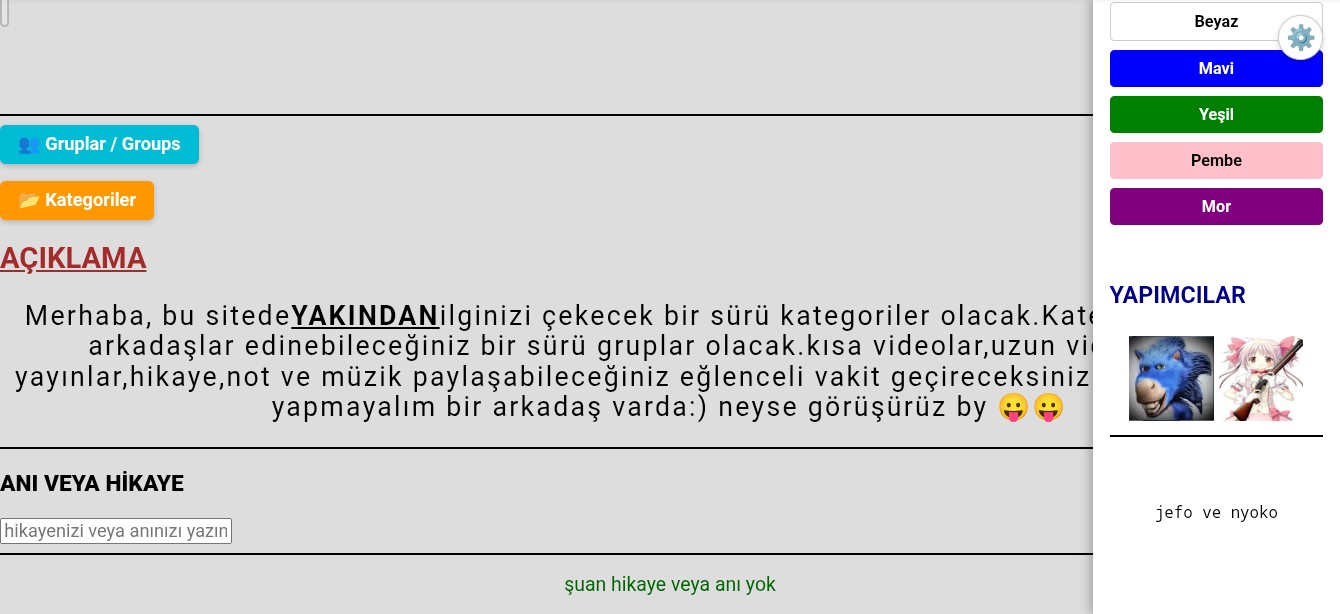 Beyaz
Mavi
Yeşil
Pembe
Mor
👥 Gruplar / Groups
📂 Kategoriler
AÇIKLAMA
Merhaba, bu sitedeYAKINDANilginizi çekecek bir sürü kategoriler olacak.Kate
arkadaşlar edinebileceğiniz bir sürü gruplar olacak.kısa videolar,uzun vi
yayınlar,hikaye,not ve müzik paylaşabileceğiniz eğlenceli vakit geçireceksiniz
yapmayalım bir arkadaş varda:) neyse görüşürüz by 😛😛
ANI VEYA HİKAYE
hikayenizi veya anınızı yazın
şuan hikaye veya anı yok
YAPIMCILAR
jefo ve nyoko